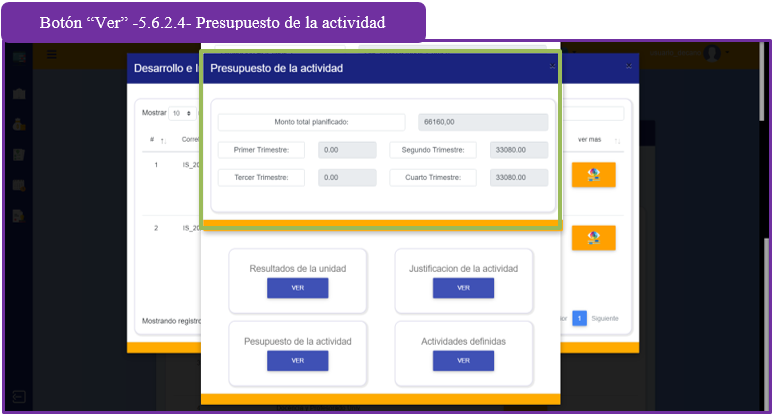 Botón “Ver” -5.6.2.4- Presupuesto de la actividad
Desarrollo e I
Presupuesto de la actividad
Mostrar 10
# Correl ver mas
Monto total planificado: 66160,00
Primer Trimestre: 0.00 Segundo Trimestre: 33080.00
Tercer Trimestre: 0.00 Cuarto Trimestre: 33080.00
1 IS_20
2 IS_20
Resultados de la unidad Justificacion de la actividad
VER VER
Mostrando registro 1 Siguiente
Pesupuesto de la actividad Actividades definidas
VER VER